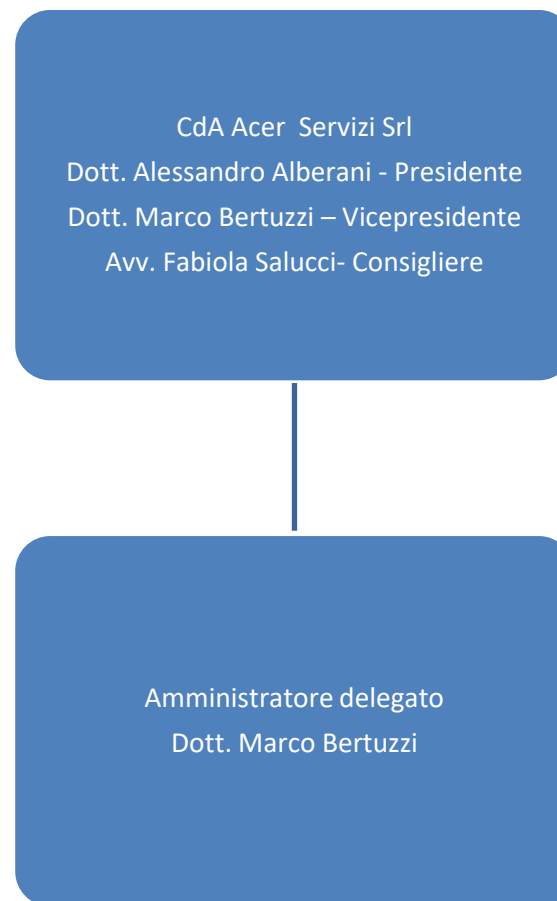 CdA Acer  Servizi Srl
Dott. Alessandro Alberani - Presidente
Dott. Marco Bertuzzi – Vicepresidente
Avv. Fabiola Salucci- Consigliere
Amministratore delegato
Dott. Marco Bertuzzi